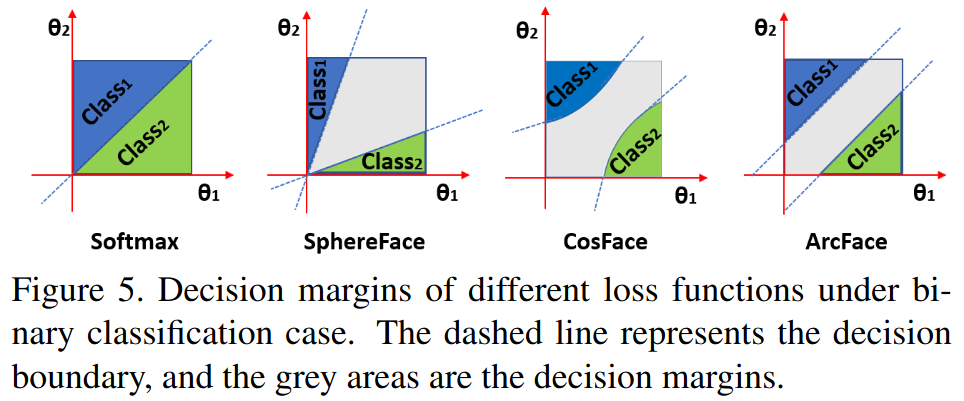 θ2
Class1
Class2
θ1
Softmax
θ2
Class1
Class2
θ1
SphereFace
θ2
Class1
Class2
θ1
CosFace
θ2
Class1
Class2
θ1
ArcFace
Figure 5. Decision margins of different loss functions under bi-
nary classification case. The dashed line represents the decision
boundary, and the grey areas are the decision margins.